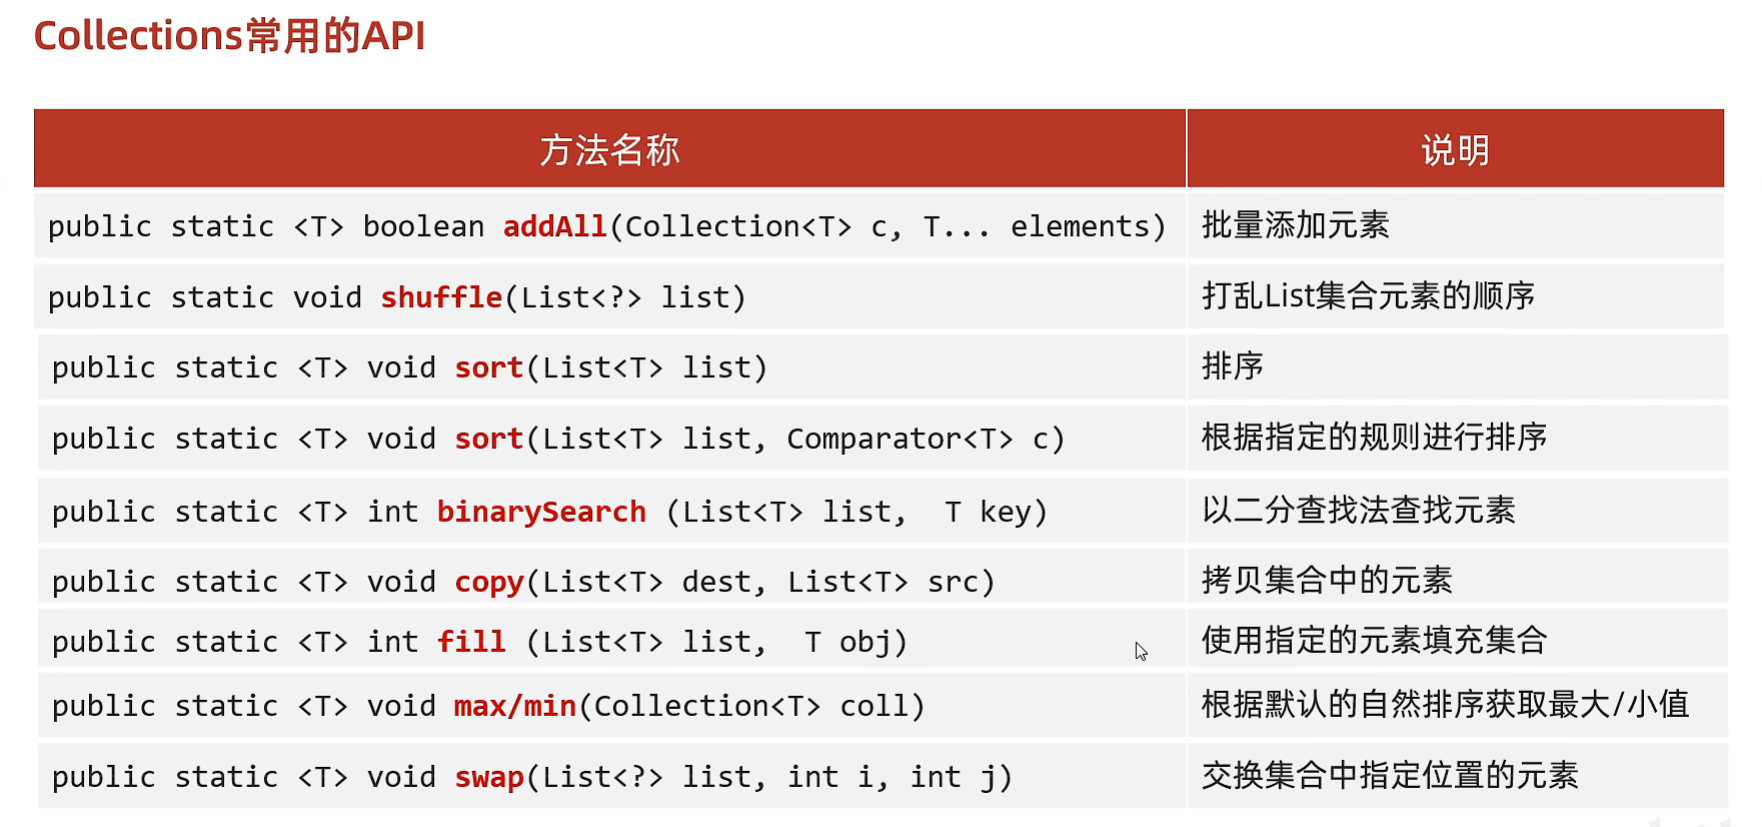 Collections常用的API
方法名称 说明
public static <T> boolean addAll(Collection<T> c, T... elements) 批量添加元素
public static void shuffle(List<?> list) 打乱List集合元素的顺序
public static <T> void sort(List<T> list) 排序
public static <T> void sort(List<T> list, Comparator<T> c) 根据指定的规则进行排序
public static <T> int binarySearch (List<T> list,  T key) 以二分查找法查找元素
public static <T> void copy(List<T> dest, List<T> src) 拷贝集合中的元素
public static <T> int fill (List<T> list,  T obj) 使用指定的元素填充集合
public static <T> void max/min(Collection<T> coll) 根据默认的自然排序获取最大/小值
public static <T> void swap(List<?> list, int i, int j) 交换集合中指定位置的元素